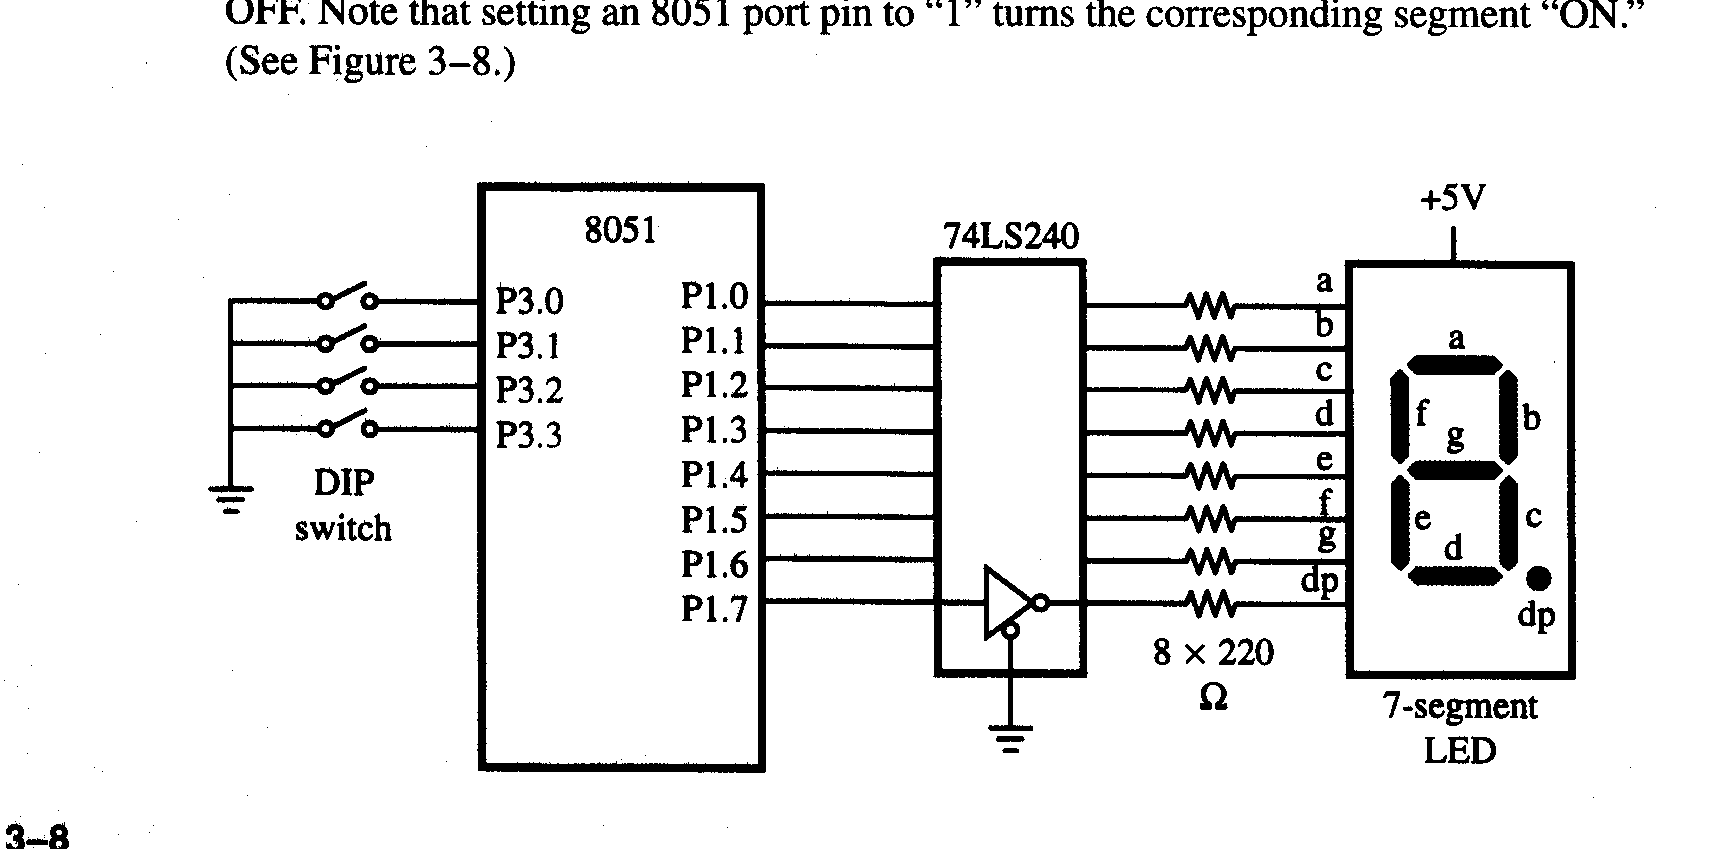 OFF. Note that setting an 8051 port pin to “1” turns the corresponding segment “ON.”
(See Figure 3–8.)
+5V
8051
74LS240
P3.0
P3.1
P3.2
P3.3
P1.0
P1.1
P1.2
P1.3
P1.4
P1.5
P1.6
P1.7
a
b
c
d
e
f
g
dp
a
f
b
g
e
c
d
dp
DIP
switch
8 × 220
Ω
7-segment
LED
3–8